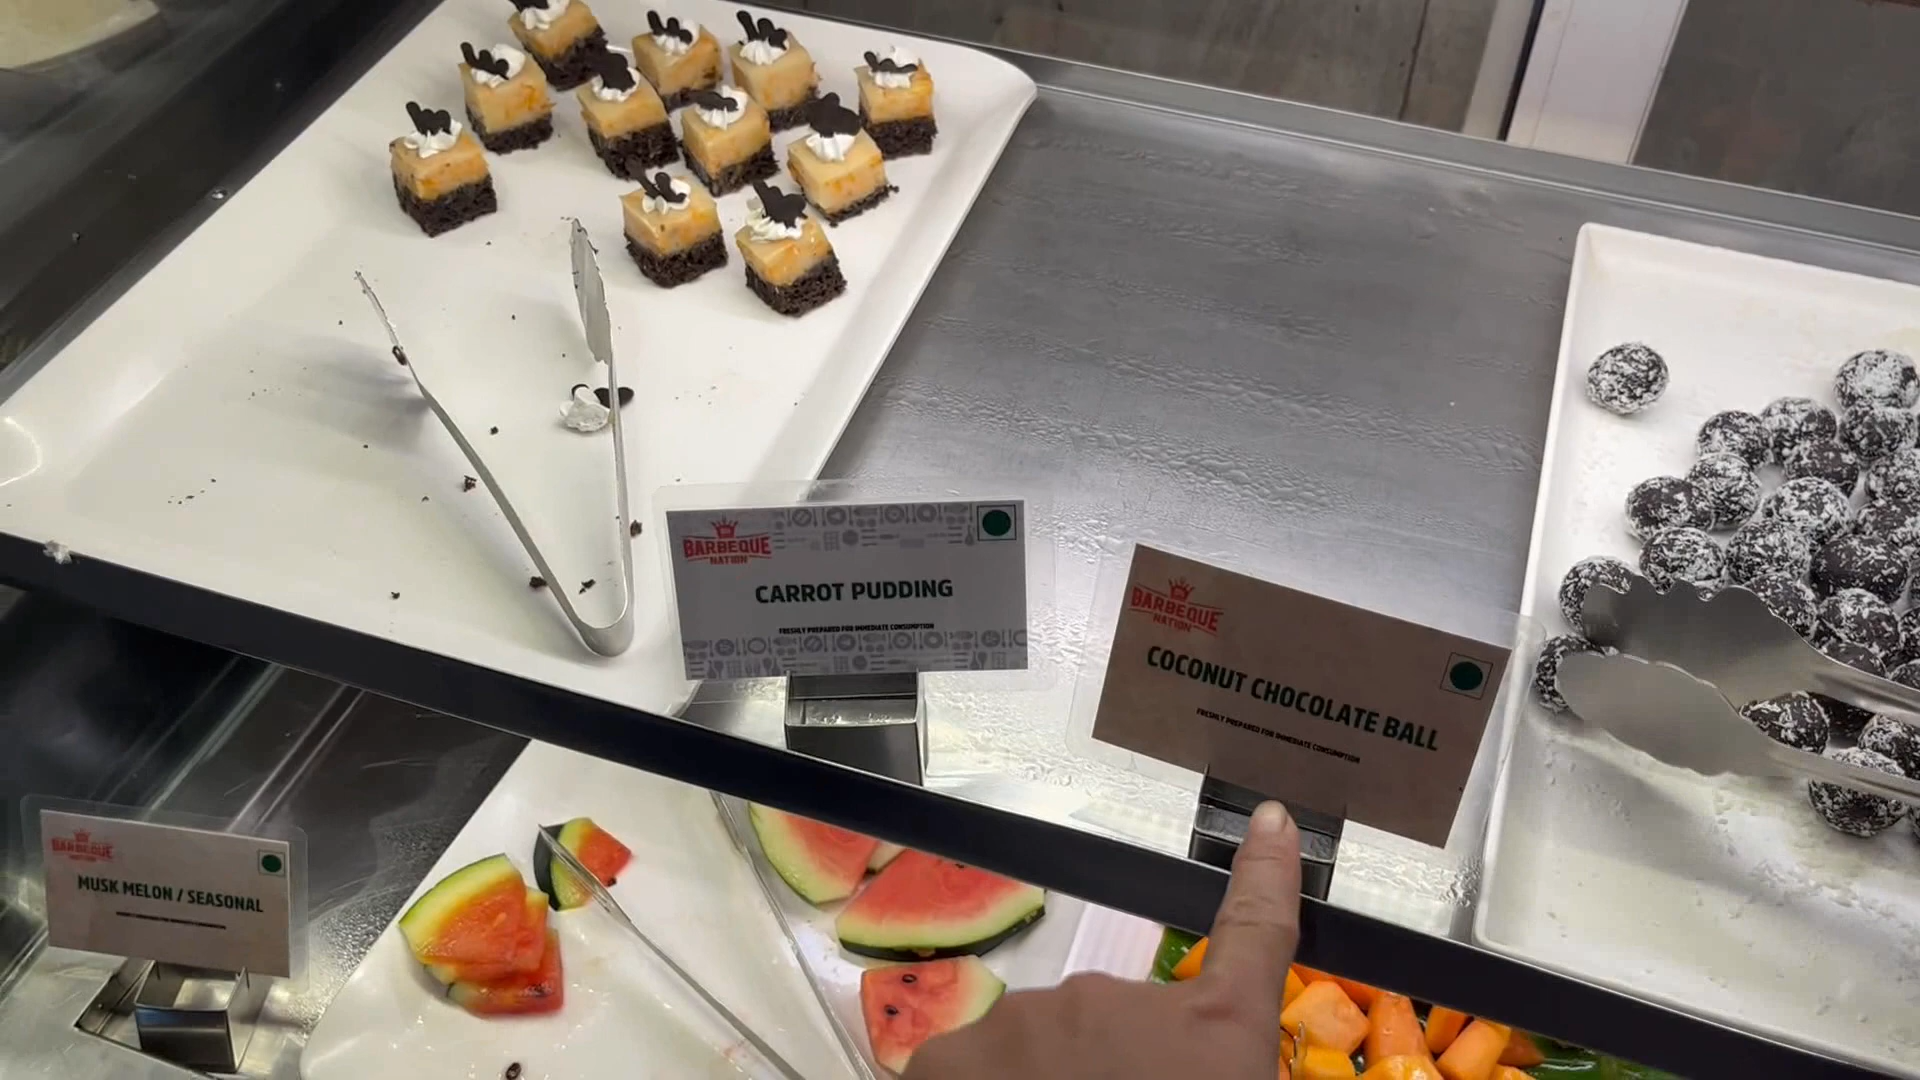 BARBEQUE
NATION
CARROT PUDDING
FRESHLY PREPARED FOR IMMEDIATE CONSUMPTION
BARBEQUE
NATION
COCONUT CHOCOLATE BALL
FRESHLY PREPARED FOR IMMEDIATE CONSUMPTION
BARBEQUE
NATION
MUSK MELON / SEASONAL